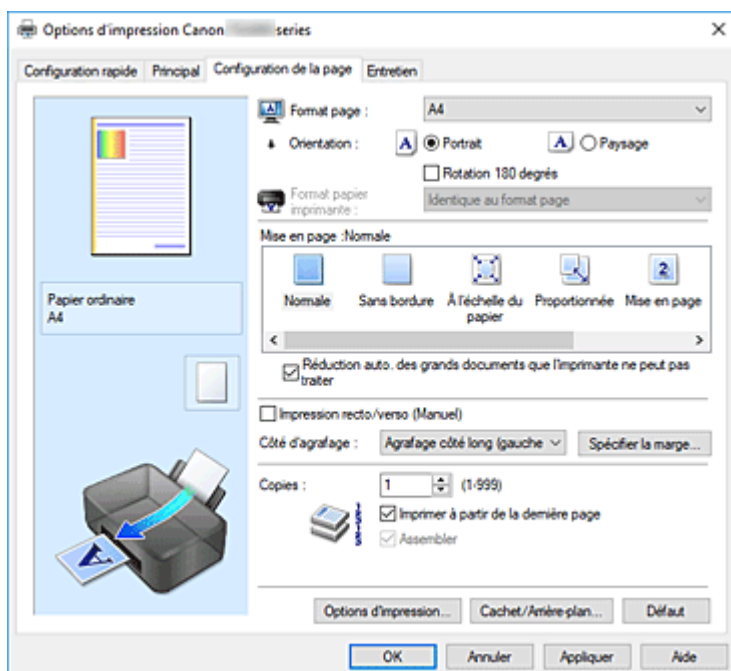 Options d'impression Canon series
Configuration rapide Principal Configuration de la page Entretien
Format page : A4
Orientation : A Portrait A Paysage
Rotation 180 degrés
Format papier imprimante : Identique au format page
Mise en page :Normale
2
Normale Sans bordure À l'échelle du papier Proportionnée Mise en page
Papier ordinaire
A4
Réduction auto. des grands documents que l'imprimante ne peut pas
traiter
Impression recto/verso (Manuel)
Côté d'agrafage : Agrafage côté long (gauche Spécifier la marge...
Copies : 1 (1-999)
Imprimer à partir de la dernière page
Assembler
A
Options d'impression... Cachet/Arrière-plan... Défaut
OK Annuler Appliquer Aide